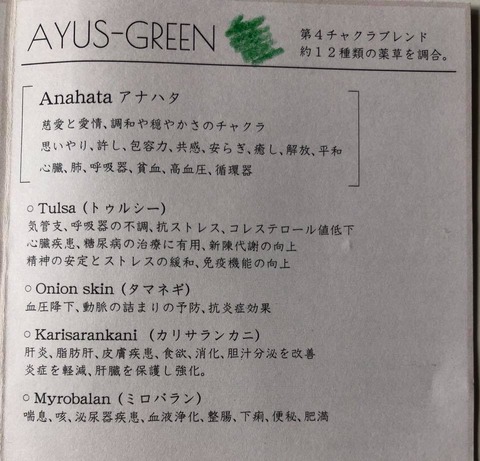 AYUS-GREEN
第4チャクラブレンド
約12種類の薬草を調合。
Anahata アナハタ
慈愛と愛情、調和や穏やかさのチャクラ
思いやり、許し、包容力、共感、安らぎ、癒し、解放、平和
心臓、肺、呼吸器、貧血、高血圧、循環器
○ Tulsa (トゥルシー)
気管支、呼吸器の不調、抗ストレス、コレステロール値低下
心臓疾患、糖尿病の治療に有用、新陳代謝の向上
精神の安定とストレスの緩和、免疫機能の向上
○ Onion skin (タマネギ)
血圧降下、動脈の詰まりの予防、抗炎症効果
○ Karisarankani (カリサランカニ)
肝炎、脂肪肝、皮膚疾患、食欲、消化、胆汁分泌を改善
炎症を軽減、肝臓を保護し強化。
○ Myrobalan (ミロバラン)
喘息、咳、泌尿器疾患、血液浄化、整腸、下痢、便秘、肥満